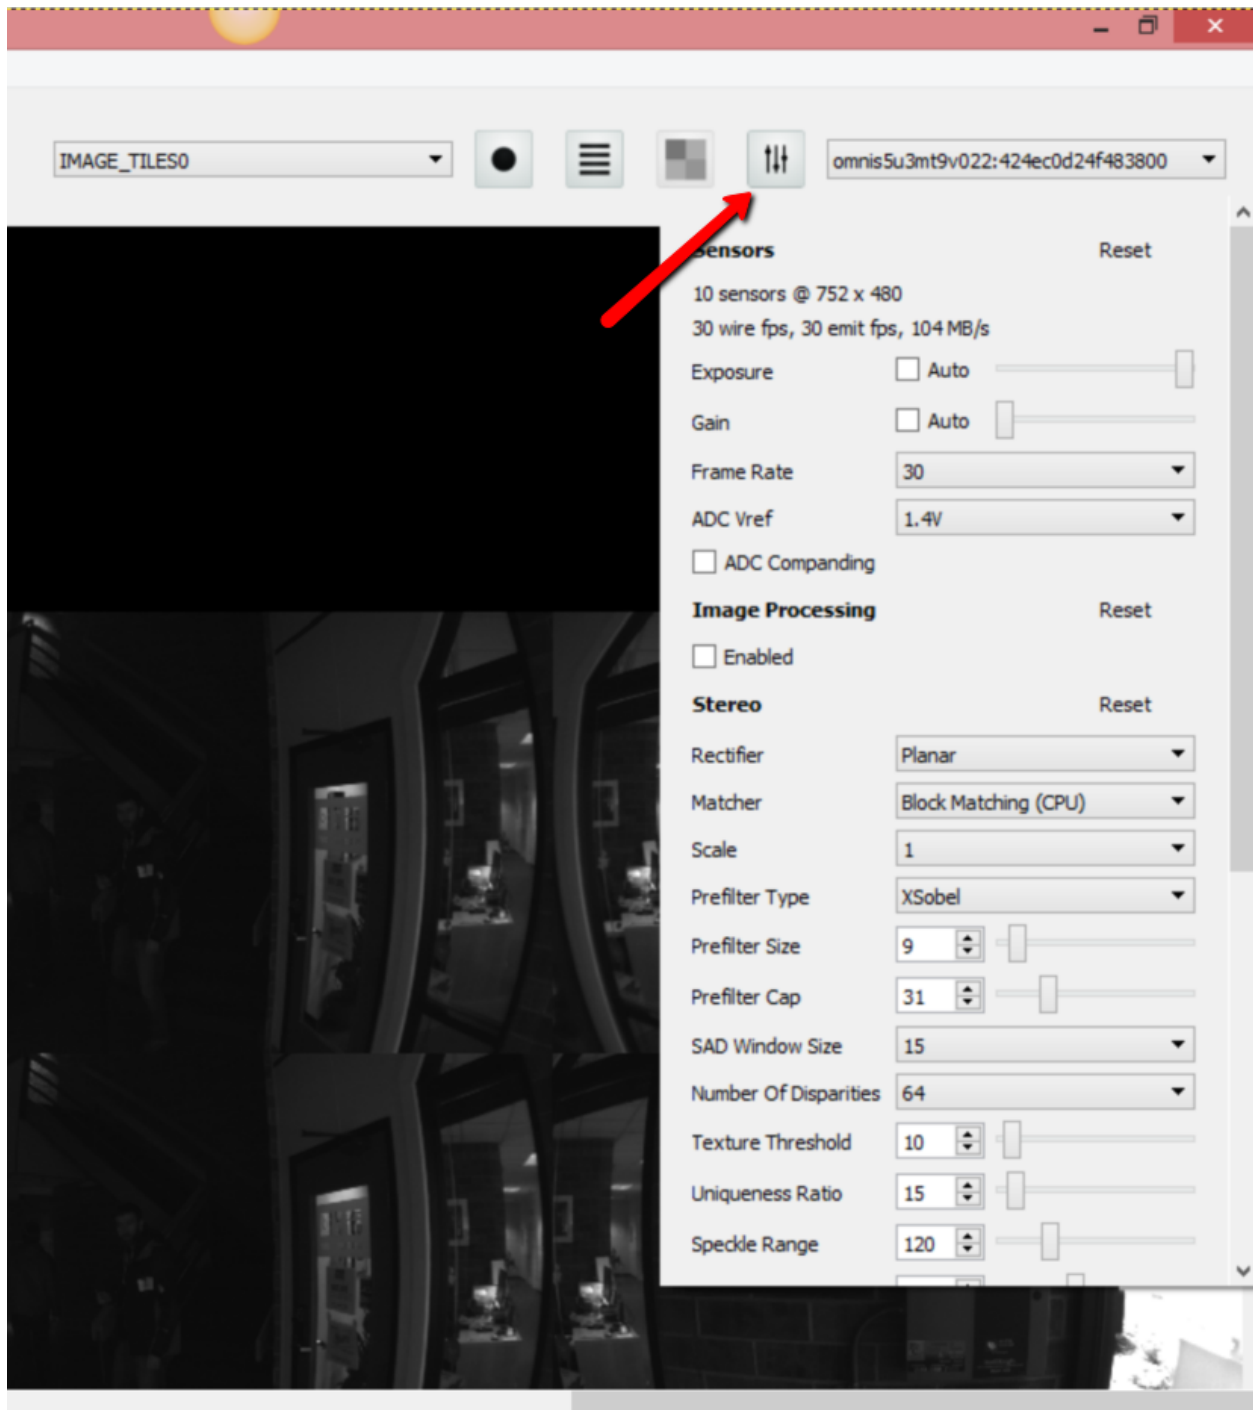 IMAGE_TILES0
omnis5u3mt9v022:424ec0d24f483800
Sensors Reset
10 sensors @ 752 x 480
30 wire fps, 30 emit fps, 104 MB/s
Exposure Auto
Gain Auto
Frame Rate 30
ADC Vref 1.4V
ADC Companding
Image Processing Reset
Enabled
Stereo Reset
Rectifier Planar
Matcher Block Matching (CPU)
Scale 1
Prefilter Type XSobel
Prefilter Size 9
Prefilter Cap 31
SAD Window Size 15
Number Of Disparities 64
Texture Threshold 10
Uniqueness Ratio 15
Speckle Range 120